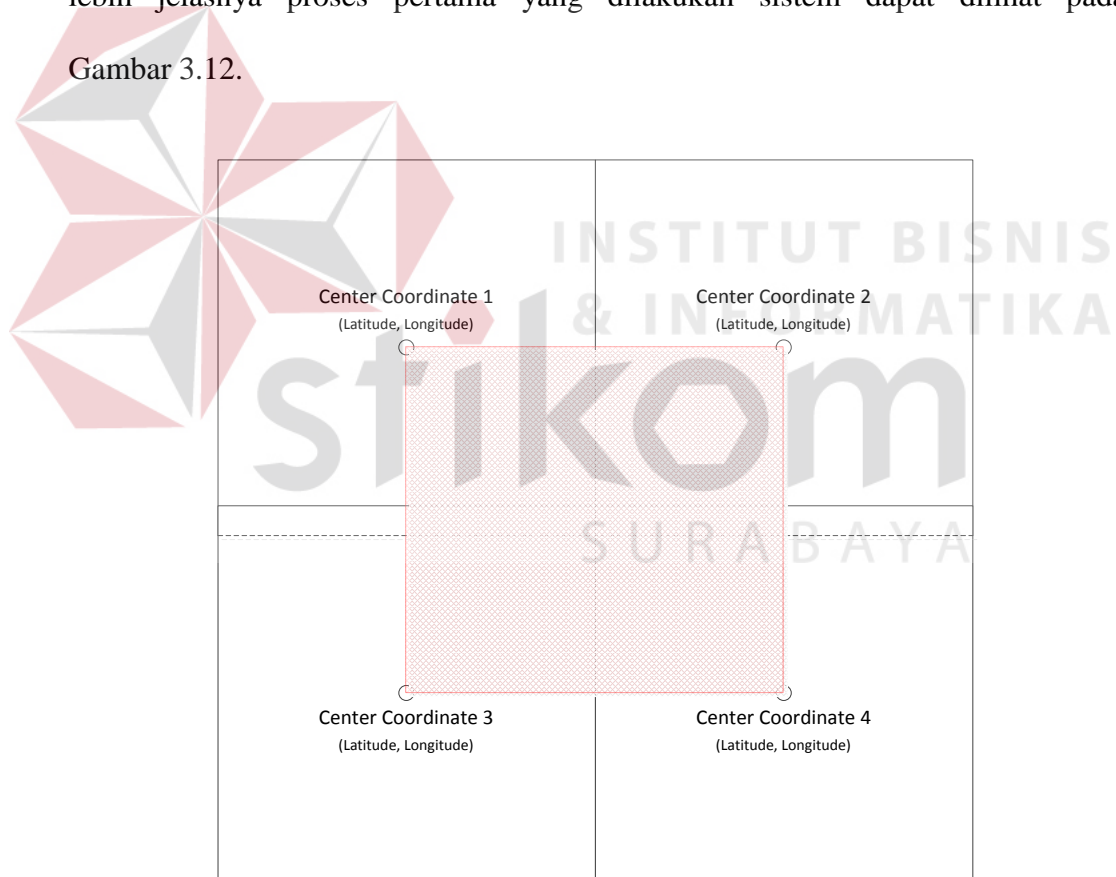 lebih jelasnya proses pertama yang dilakukan sistem dapat dilihat pada
Gambar 3.12.
INSTITUT BISNIS
& INFORMATIKA
stikom
SURABAYA
Center Coordinate 1
(Latitude, Longitude)
Center Coordinate 2
(Latitude, Longitude)
Center Coordinate 3
(Latitude, Longitude)
Center Coordinate 4
(Latitude, Longitude)